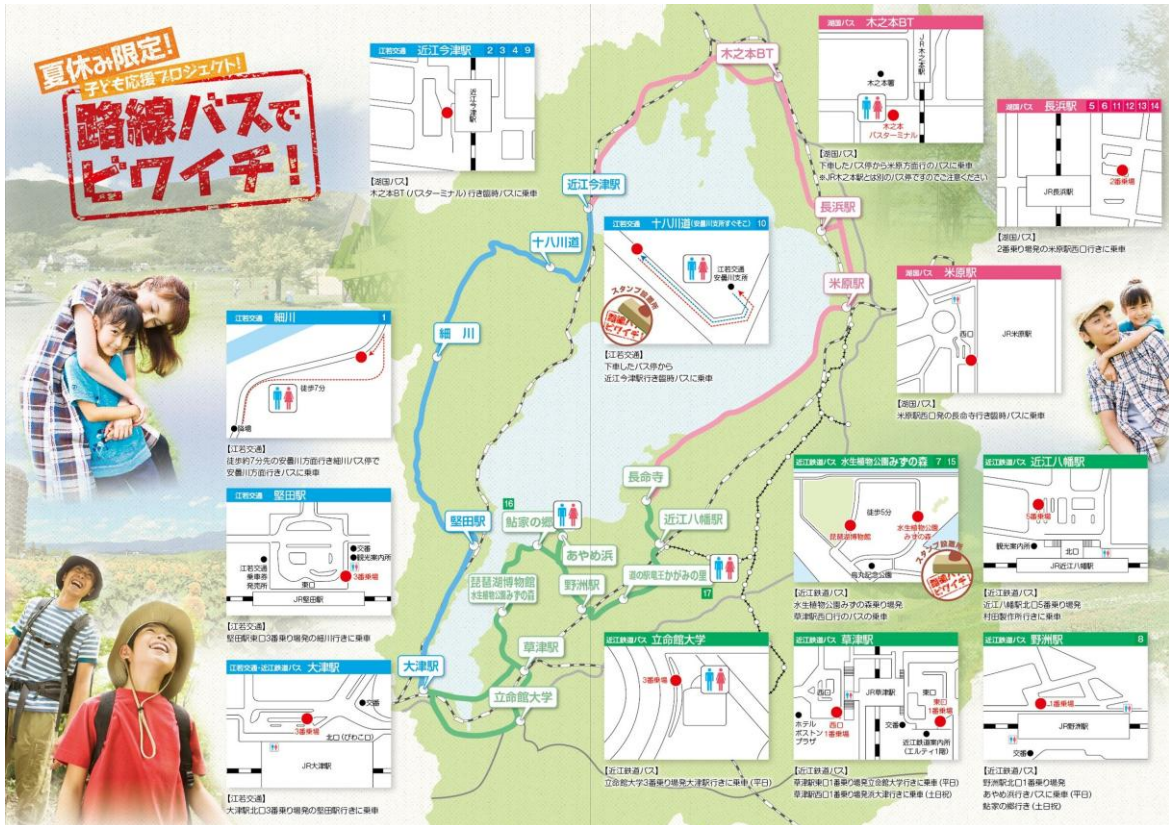 夏休み限定!
子ども応援プロジェクト!
路線バスで
ビワイチ!
江若交通 近江今津駅 2 3 4 9
近江今津駅
【湖国バス】
木之本BT(バスターミナル)行き臨時バスに乗車
湖国バス 木之本BT
JR木之本駅
木之本署
木之本
バスターミナル
【湖国バス】
下車したバス停から米原方面行のバスに乗車
※JR木之本駅とは別のバス停ですのでご注意ください
湖国バス 長浜駅 5 6 11 12 13 14
2番乗場
JR長浜駅
【湖国バス】
2番乗り場発の米原駅西口行きに乗車
江若交通 十八川道(安曇川支所すぐそこ) 10
江若交通
安曇川支所
スタンプ設置所
ビワイチ
【江若交通】
下車したバス停から
近江今津駅行き臨時バスに乗車
湖国バス 米原駅
西口
JR米原駅
【湖国バス】
米原駅西口発の長命寺行き臨時バスに乗車
江若交通 細川 1
徒歩7分
降場
【江若交通】
徒歩約7分先の安曇川方面行き細川バス停で
安曇川方面行きバスに乗車
江若交通 堅田駅
交番
観光案内所
江若交通
乗車券
発売所
3番乗場
東口
JR堅田駅
【江若交通】
堅田駅東口3番乗り場発の細川行きに乗車
江若交通・近江鉄道バス 大津駅
交番
3番乗場
北口(びわこ口)
JR大津駅
【江若交通】
大津駅北口3番乗り場発の堅田駅行きに乗車
木之本BT
近江今津駅
十八川道
長浜駅
米原駅
細川
長命寺
堅田駅
16
鮎家の郷
あやめ浜
近江八幡駅
琵琶湖博物館
水生植物公園みずの森
野洲駅
道の駅竜王かがみの里
17
草津駅
大津駅
立命館大学
近江鉄道バス 水生植物公園みずの森 7 15
徒歩5分
琵琶湖博物館
水生植物公園
みずの森
烏丸記念公園
スタンプ設置所
ビワイチ
【近江鉄道バス】
水生植物公園みずの森乗り場発
草津駅西口行のバスの乗車
近江鉄道バス 近江八幡駅
5番乗場
観光案内所
北口
JR近江八幡駅
【近江鉄道バス】
近江八幡駅北口5番乗り場発
村田製作所行きに乗車
近江鉄道バス 立命館大学
3番乗場
【近江鉄道バス】
立命館大学3番乗り場発大津駅行きに乗車(平日)
近江鉄道バス 草津駅
西口
JR草津駅
東口
ホテル
ボストン
プラザ
西口
1番乗場
交番
東口
1番乗場
近江鉄道案内所
(エルティ1階)
【近江鉄道バス】
草津駅東口1番乗り場発立命館大学行きに乗車(平日)
草津駅西口1番乗り場発浜大津行きに乗車(土日祝)
近江鉄道バス 野洲駅 8
1番乗場
JR野洲駅
交番
【近江鉄道バス】
野洲駅北口1番乗り場発
あやめ浜行きバスに乗車(平日)
鮎家の郷行き(土日祝)